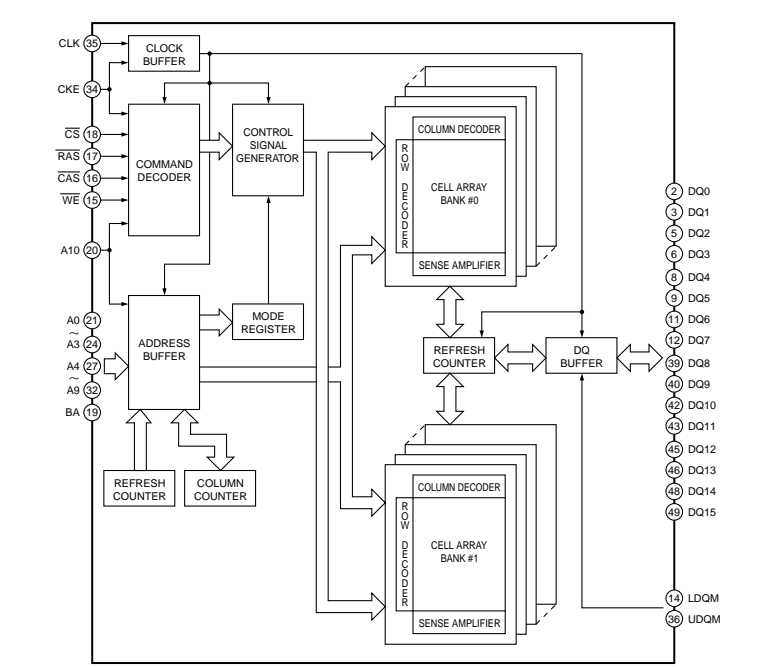 CLK 35
CLOCK
BUFFER
CKE 34
CS 18
RAS 17
CAS 16
WE 15
COMMAND
DECODER
CONTROL
SIGNAL
GENERATOR
A10 20
A0 21
~
A3 24
A4 27
~
A9 32
BA 19
ADDRESS
BUFFER
MODE
REGISTER
REFRESH
COUNTER
COLUMN
COUNTER
COLUMN DECODER
ROW DECODER
CELL ARRAY
BANK #0
SENSE AMPLIFIER
REFRESH
COUNTER
DQ
BUFFER
COLUMN DECODER
ROW DECODER
CELL ARRAY
BANK #1
SENSE AMPLIFIER
2 DQ0
3 DQ1
5 DQ2
6 DQ3
8 DQ4
9 DQ5
11 DQ6
12 DQ7
39 DQ8
40 DQ9
42 DQ10
43 DQ11
45 DQ12
46 DQ13
48 DQ14
49 DQ15
14 LDQM
36 UDQM